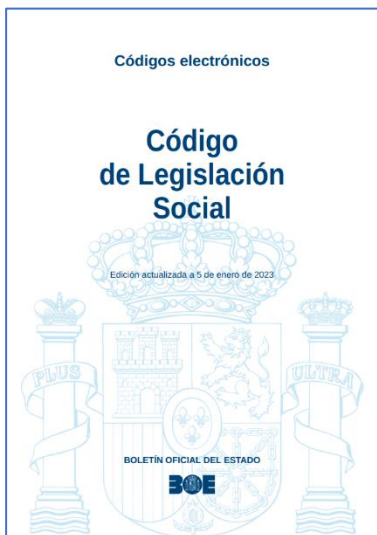 Códigos electrónicos
Código
de Legislación
Social
Edición actualizada a 5 de enero de 2023
PLUS
ULTRA
BOLETÍN OFICIAL DEL ESTADO
BOE